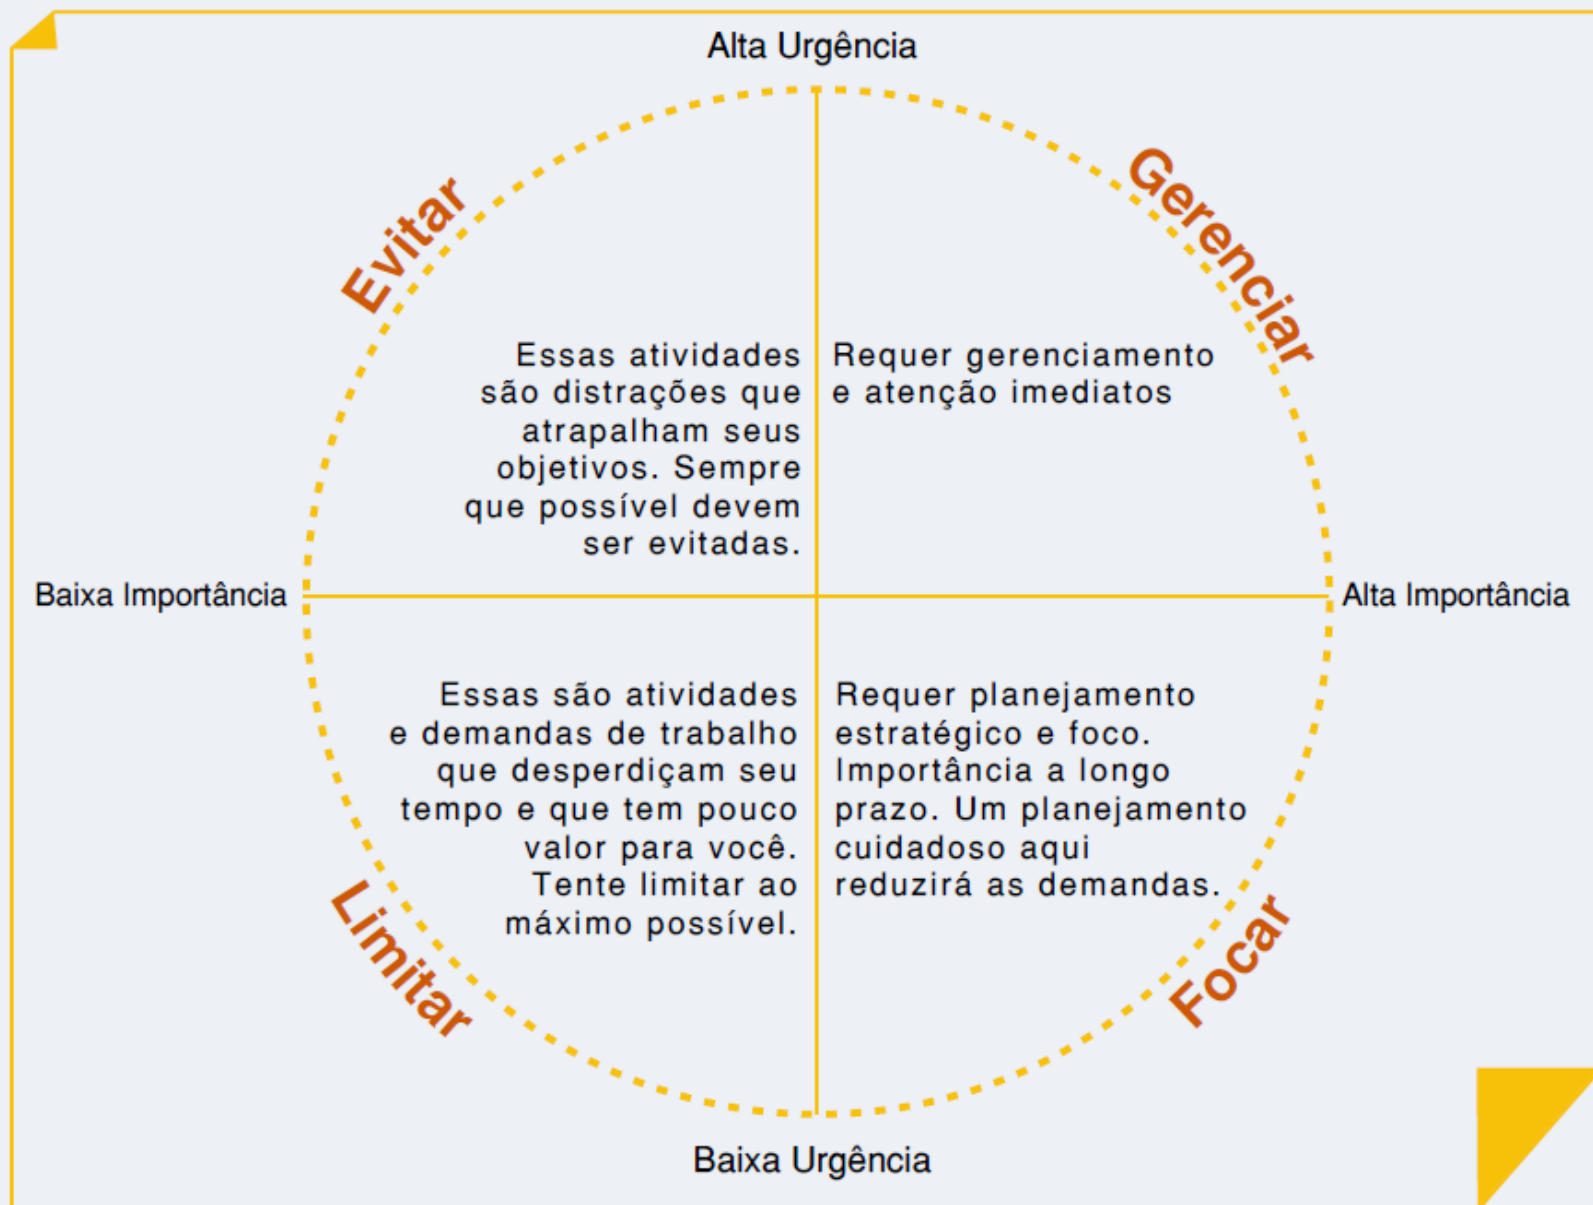 Alta Urgência
Evitar
Gerenciar
Essas atividades
são distrações que
atrapalham seus
objetivos. Sempre
que possível devem
ser evitadas.
Requer gerenciamento
e atenção imediatos
Baixa Importância
Alta Importância
Essas são atividades
e demandas de trabalho
que desperdiçam seu
tempo e que tem pouco
valor para você.
Tente limitar ao
máximo possível.
Requer planejamento
estratégico e foco.
Importância a longo
prazo. Um planejamento
cuidadoso aqui
reduzirá as demandas.
Limitar
Focar
Baixa Urgência